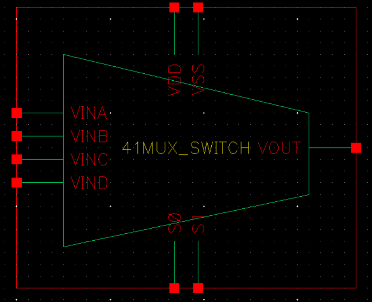 VDD
VSS
VINA
VINB
VINC
VIND
41MUX_SWITCH
VOUT
S0
S1